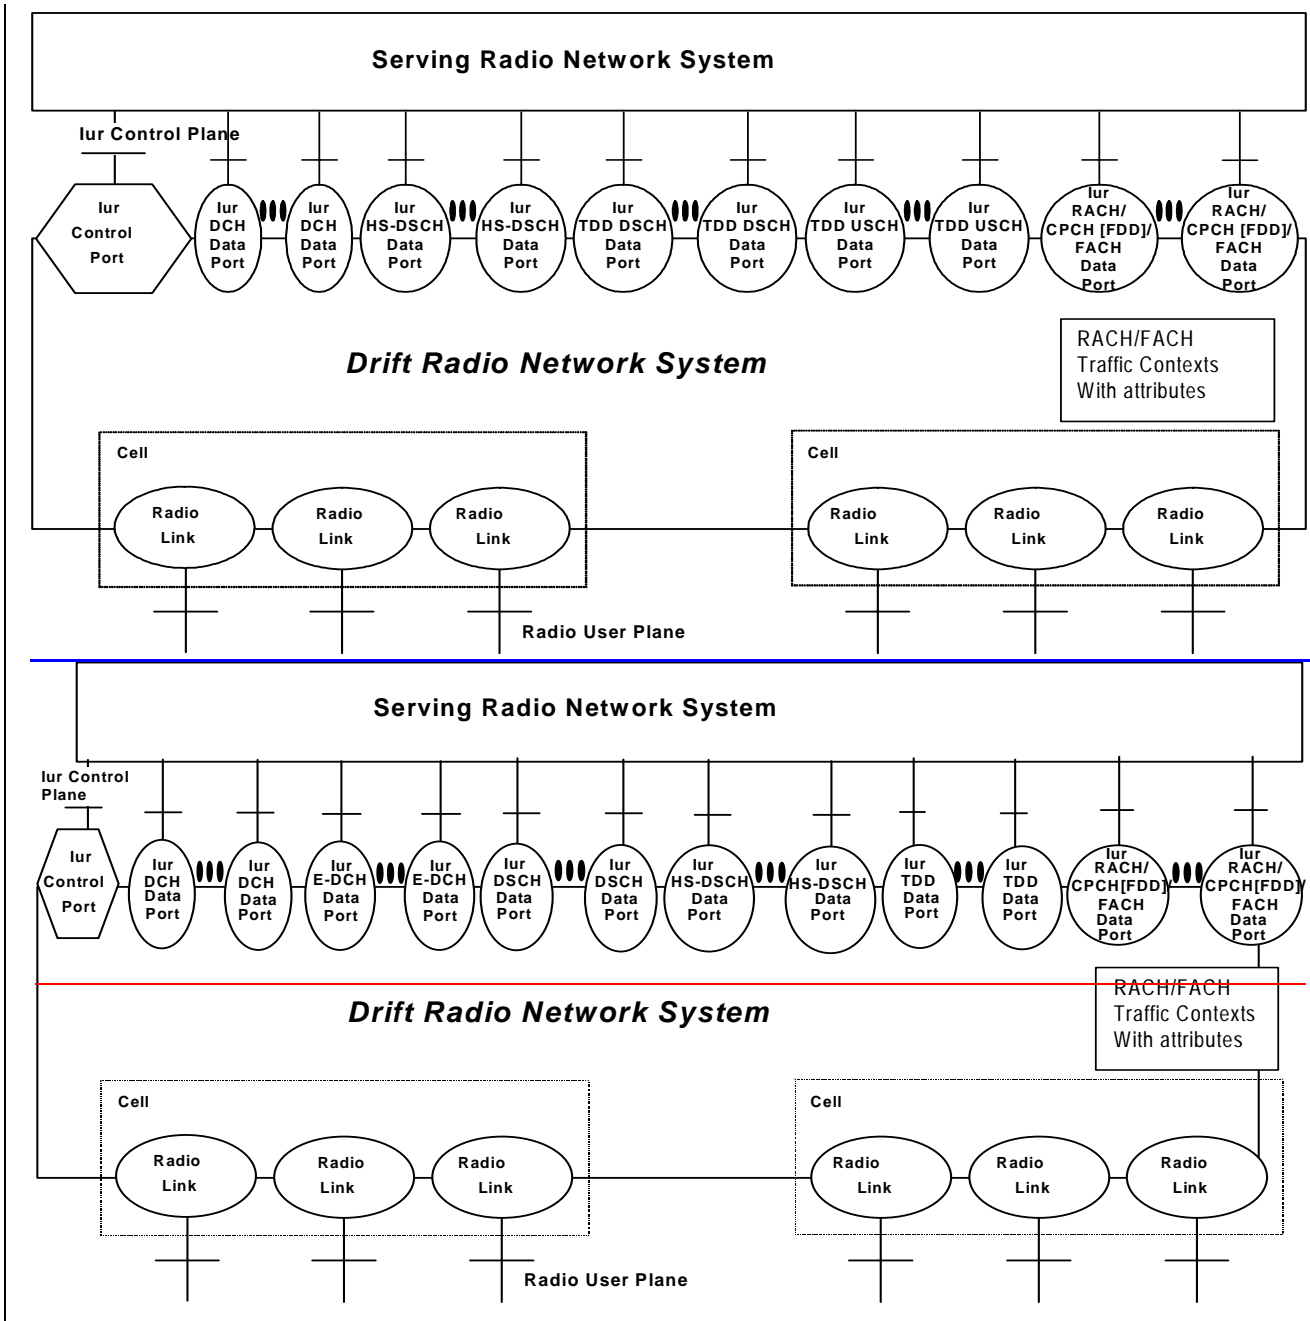 Serving Radio Network System
Iur Control Plane
Iur
Control
Port
Iur
DCH
Data
Port
Iur
DCH
Data
Port
Iur
HS-DSCH
Data
Port
Iur
HS-DSCH
Data
Port
Iur
TDD DSCH
Data
Port
Iur
TDD DSCH
Data
Port
Iur
TDD USCH
Data
Port
Iur
TDD USCH
Data
Port
Iur
RACH/
CPCH [FDD]/
FACH
Data
Port
Iur
RACH/
CPCH [FDD]/
FACH
Data
Port
Drift Radio Network System
RACH/FACH
Traffic Contexts
With attributes
Cell
Radio
Link
Radio
Link
Radio
Link
Cell
Radio
Link
Radio
Link
Radio
Link
Radio User Plane
Serving Radio Network System
Iur Control
Plane
Iur
Control
Port
Iur
DCH
Data
Port
Iur
DCH
Data
Port
Iur
E-DCH
Data
Port
Iur
E-DCH
Data
Port
Iur
DSCH
Data
Port
Iur
DSCH
Data
Port
Iur
HS-DSCH
Data
Port
Iur
HS-DSCH
Data
Port
Iur
TDD
Data
Port
Iur
TDD
Data
Port
Iur
RACH/
CPCH[FDD]/
FACH
Data
Port
Iur
RACH/
CPCH[FDD]/
FACH
Data
Port
Drift Radio Network System
RACH/FACH
Traffic Contexts
With attributes
Cell
Radio
Link
Radio
Link
Radio
Link
Cell
Radio
Link
Radio
Link
Radio
Link
Radio User Plane